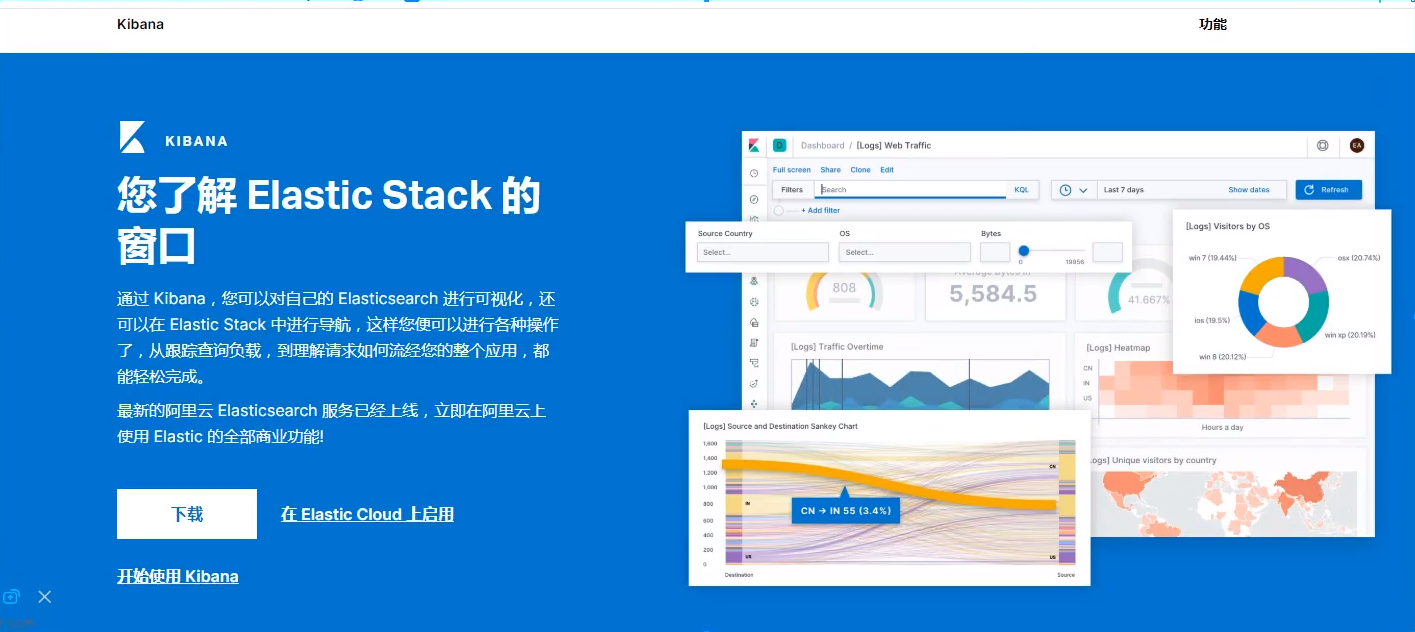 Kibana
功能
KIBANA
您了解 Elastic Stack 的
窗口
通过 Kibana，您可以对自己的 Elasticsearch 进行可视化，还
可以在 Elastic Stack 中进行导航，这样您便可以进行各种操作
了，从跟踪查询负载，到理解请求如何流经您的整个应用，都
能轻松完成。
最新的阿里云 Elasticsearch 服务已经上线，立即在阿里云上
使用 Elastic 的全部商业功能!
下载
在 Elastic Cloud 上启用
开始使用 Kibana
D
Dashboard / [Logs] Web Traffic
EA
Full screen Share Clone Edit
Filters Search KQL
Last 7 days Show dates Refresh
+ Add filter
Source Country OS Bytes
Select... Select...
0 19956
808
Average Bytes in
5,584.5
41.667%
[Logs] Visitors by OS
win 7 (19.44%)
osx (20.74%)
ios (19.5%)
win xp (20.19%)
win 8 (20.12%)
[Logs] Traffic Overtime
[Logs] Heatmap
CN
IN
US
Hours a day
[Logs] Source and Destination Sankey Chart
1,600
1,400
1,200
1,000
800
600
400
200
0
CN
IN
CN → IN 55 (3.4%)
US
US
Destination
Source
Logs] Unique visitors by country